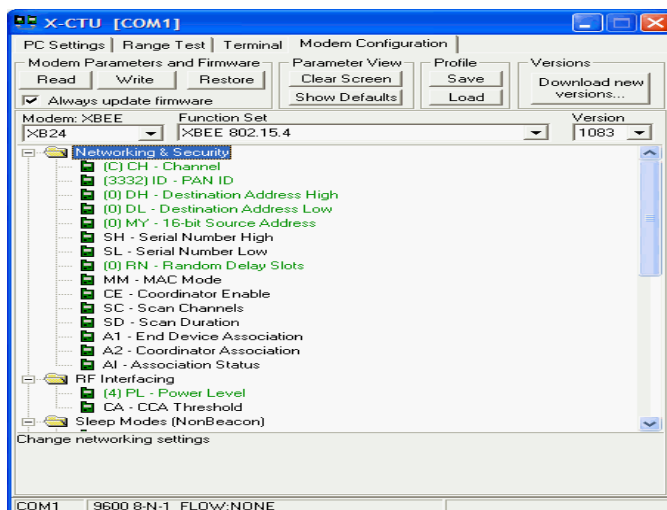 X-CTU [COM1]
PC Settings Range Test Terminal Modem Configuration
Modem Parameters and Firmware Parameter View Profile Versions
Read Write Restore Clear Screen Save Download new versions...
Always update firmware Show Defaults Load
Modem: XBEE Function Set Version
XB24 XBEE 802.15.4 1083
Networking & Security
(C) CH - Channel
(3332) ID - PAN ID
(0) DH - Destination Address High
(0) DL - Destination Address Low
(0) MY - 16-bit Source Address
SH - Serial Number High
SL - Serial Number Low
(0) RN - Random Delay Slots
MM - MAC Mode
CE - Coordinator Enable
SC - Scan Channels
SD - Scan Duration
A1 - End Device Association
A2 - Coordinator Association
AI - Association Status
RF Interfacing
(4) PL - Power Level
CA - CCA Threshold
Sleep Modes (NonBeacon)
Change networking settings
COM1 9600 8-N-1 FLOW:NONE